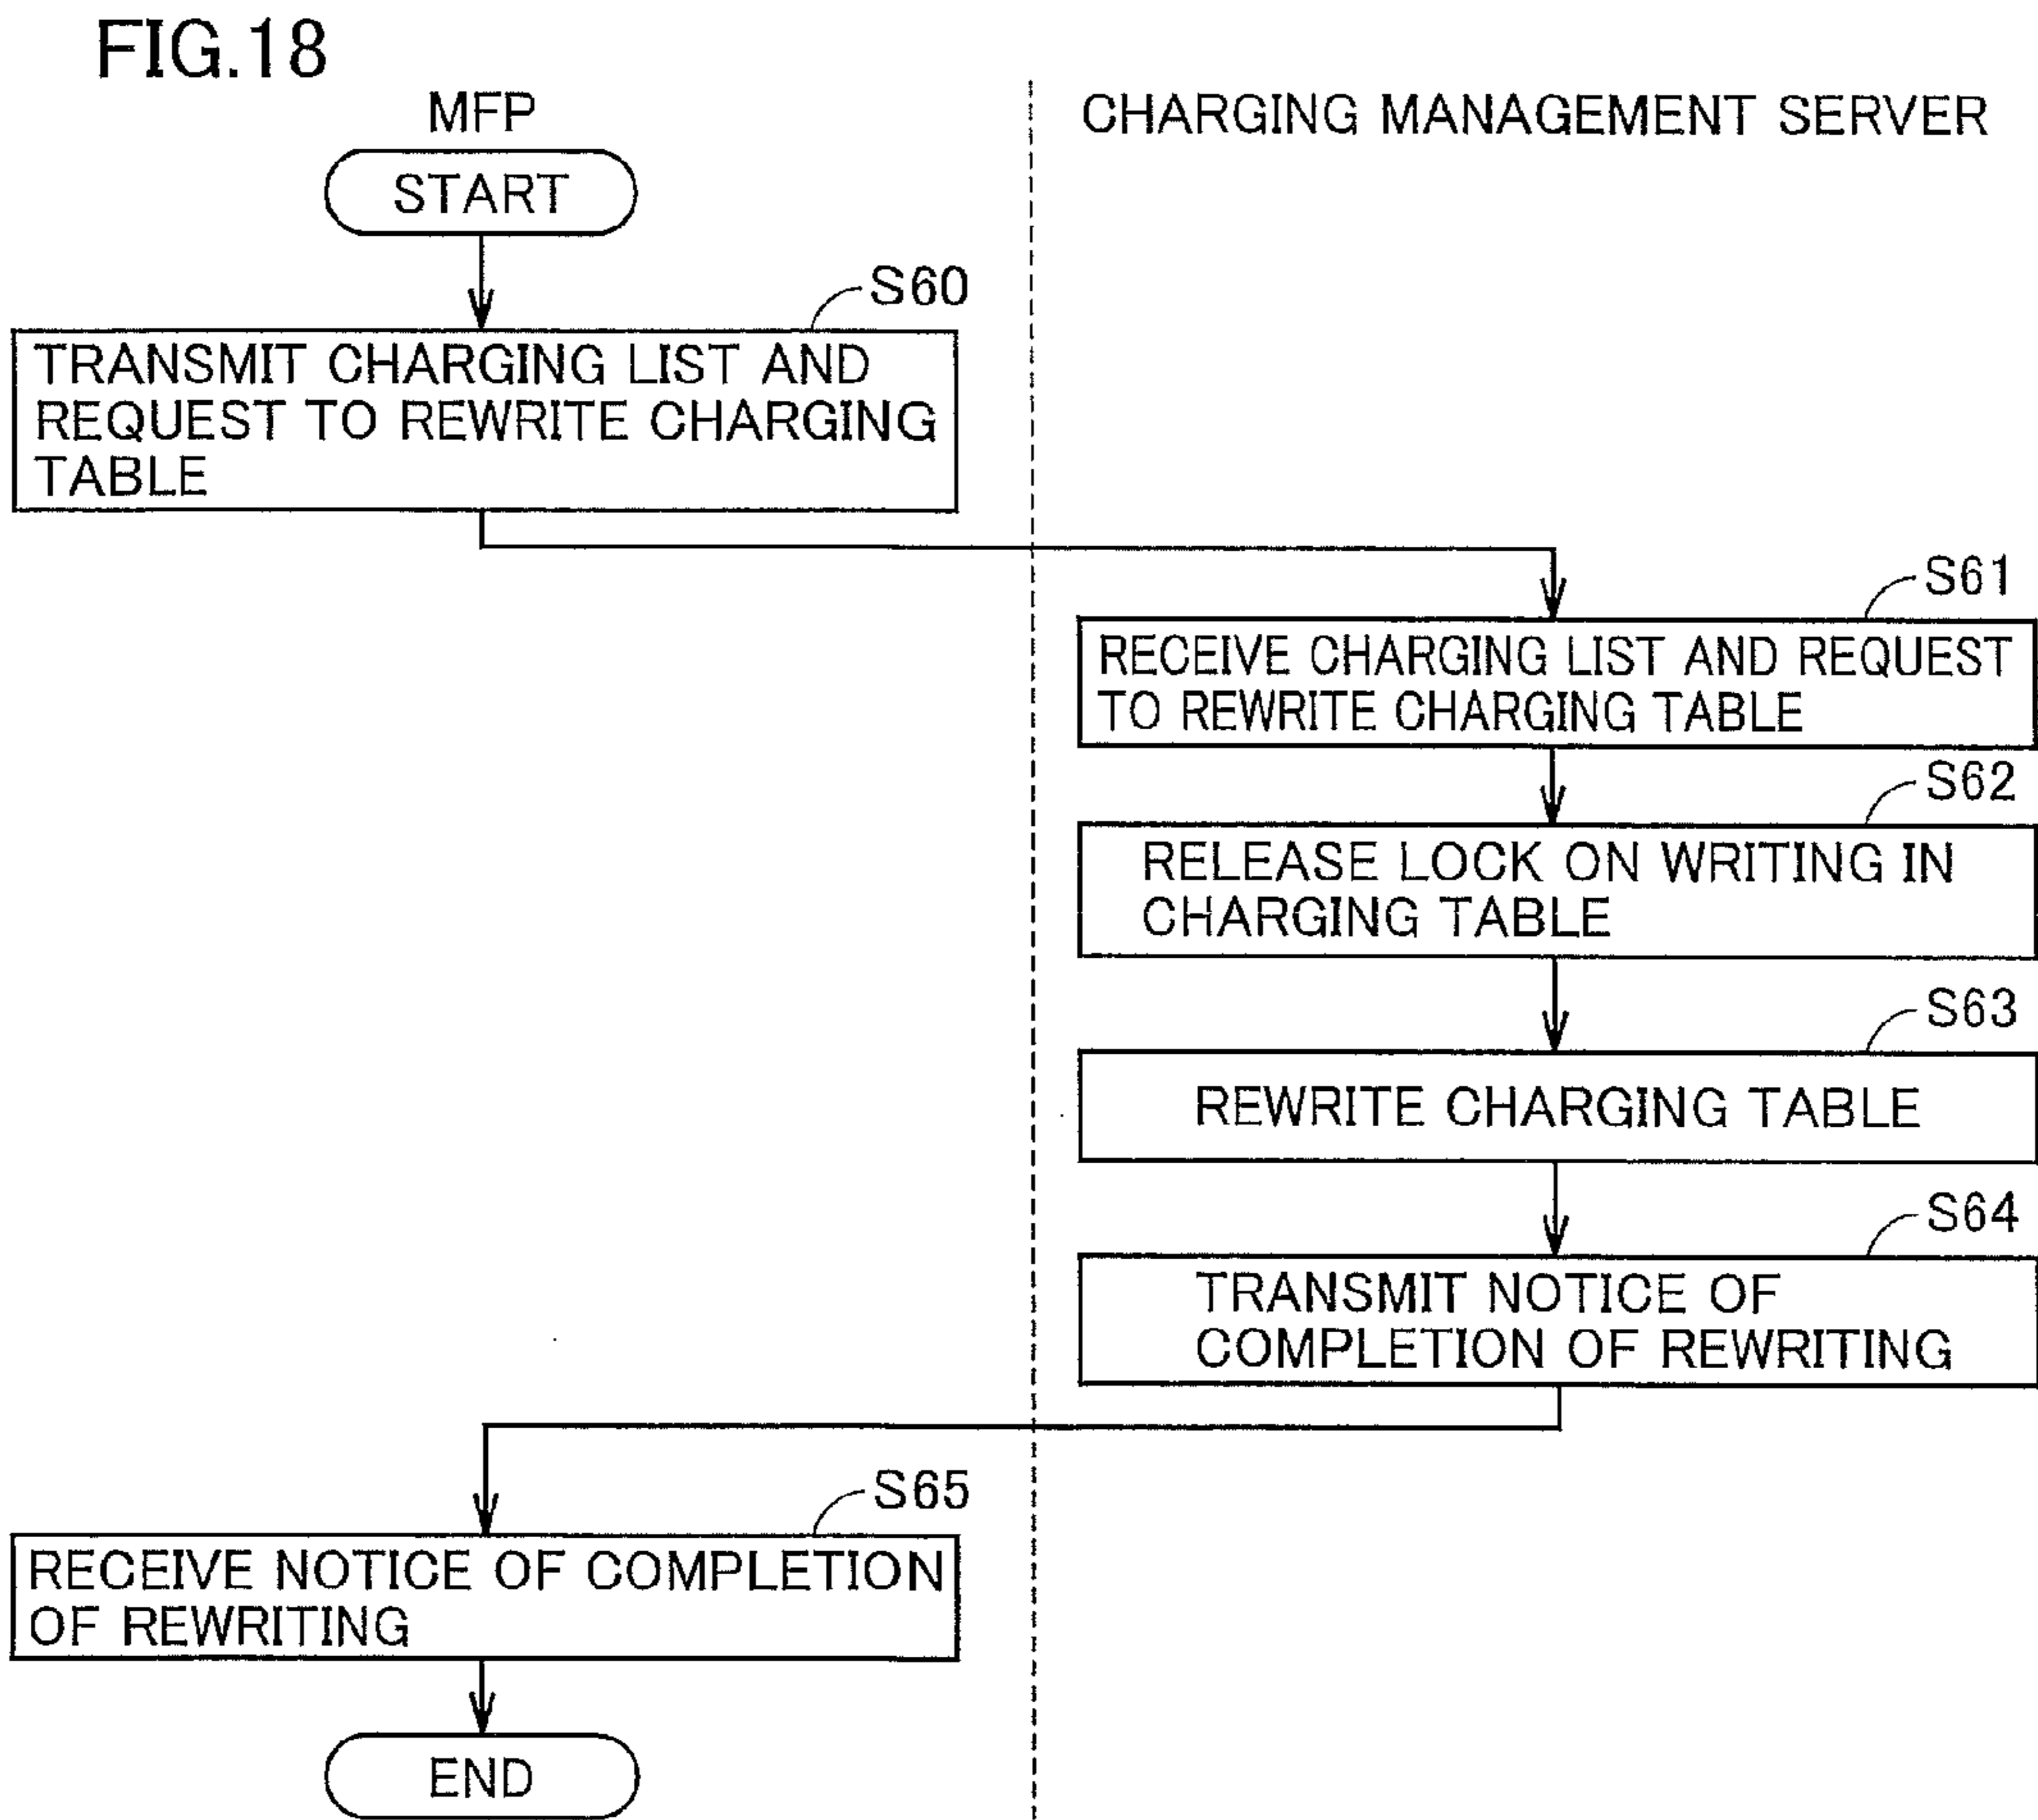 FIG.18
MFP
CHARGING MANAGEMENT SERVER
START
S60
TRANSMIT CHARGING LIST AND
REQUEST TO REWRITE CHARGING
TABLE
S61
RECEIVE CHARGING LIST AND REQUEST
TO REWRITE CHARGING TABLE
S62
RELEASE LOCK ON WRITING IN
CHARGING TABLE
S63
REWRITE CHARGING TABLE
S64
TRANSMIT NOTICE OF
COMPLETION OF REWRITING
S65
RECEIVE NOTICE OF COMPLETION
OF REWRITING
END